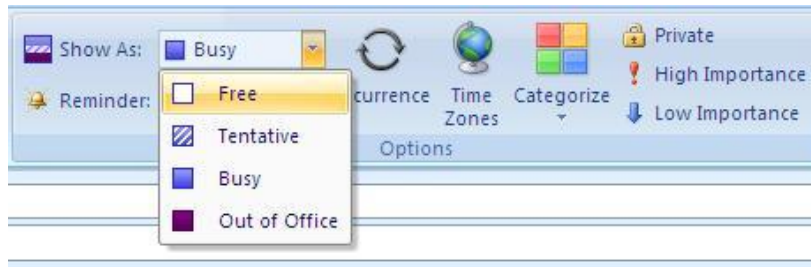 Show As: Busy
Reminder:
Free
Tentative
Busy
Out of Office
currence
Time
Zones
Categorize
Private
High Importance
Low Importance
Options